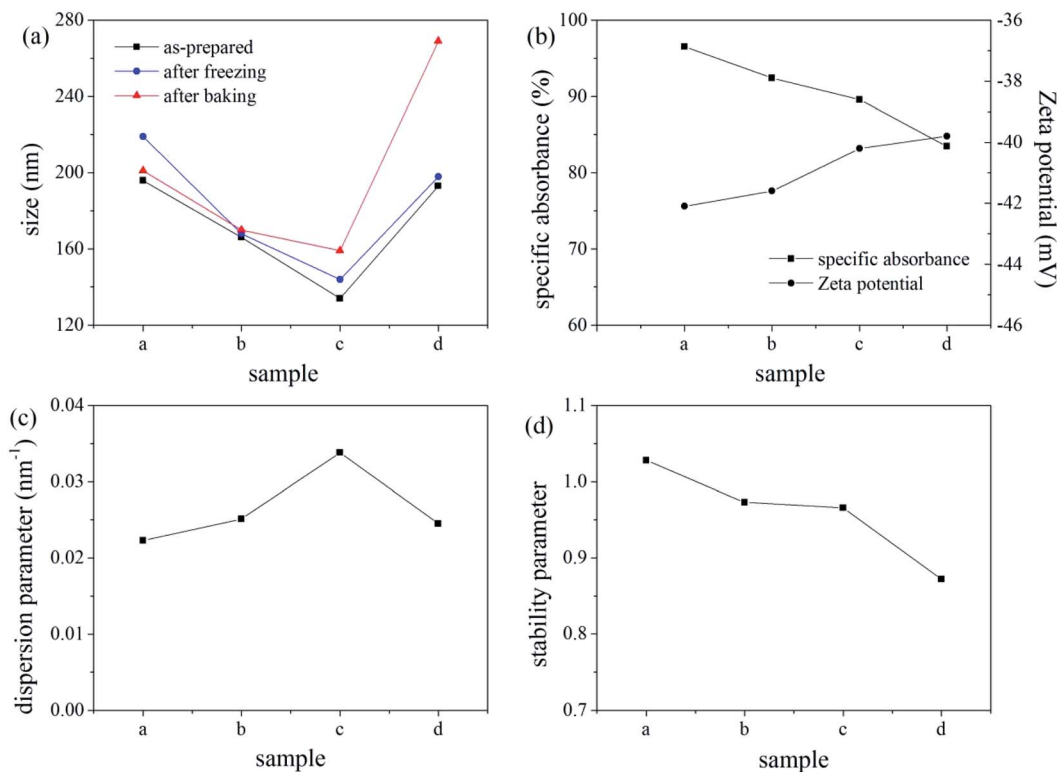 (a)
280
240
200
160
120
size (nm)
as-prepared
after freezing
after baking
a b c d
sample
(b)
100
90
80
70
60
specific absorbance (%)
-36
-38
-40
-42
-44
-46
Zeta potential (mV)
specific absorbance
Zeta potential
a b c d
sample
(c)
0.04
0.03
0.02
0.01
0.00
dispersion parameter (nm⁻¹)
a b c d
sample
(d)
1.1
1.0
0.9
0.8
0.7
stability parameter
a b c d
sample